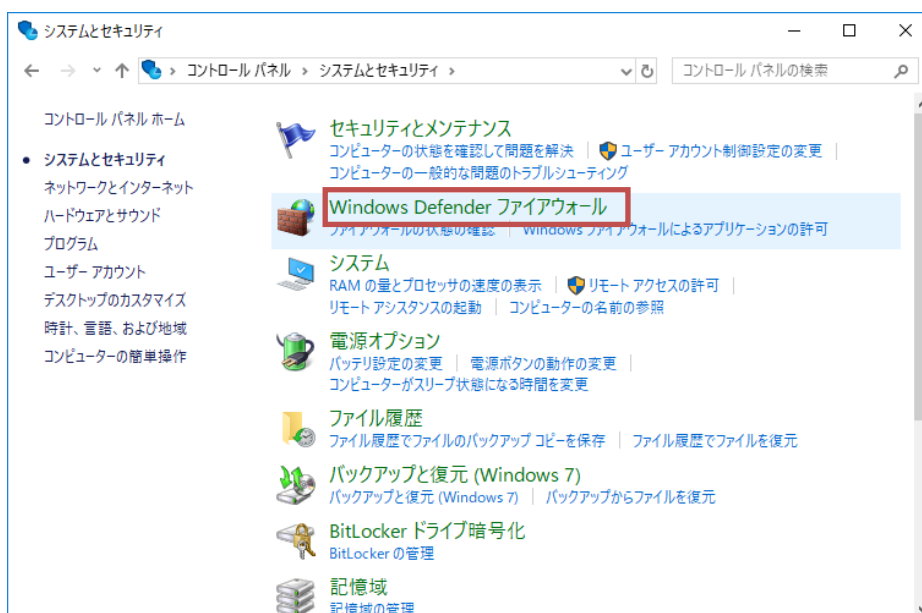 システムとセキュリティ
コントロール パネル › システムとセキュリティ ›
コントロール パネルの検索
コントロール パネル ホーム
システムとセキュリティ
ネットワークとインターネット
ハードウェアとサウンド
プログラム
ユーザー アカウント
デスクトップのカスタマイズ
時計、言語、および地域
コンピューターの簡単操作
セキュリティとメンテナンス
コンピューターの状態を確認して問題を解決 | ユーザー アカウント制御設定の変更 |
コンピューターの一般的な問題のトラブルシューティング
Windows Defender ファイアウォール
ファイアウォールの状態の確認 | Windows ファイアウォールによるアプリケーションの許可
システム
RAM の量とプロセッサの速度の表示 | リモート アクセスの許可 |
リモート アシスタンスの起動 | コンピューターの名前の参照
電源オプション
バッテリ設定の変更 | 電源ボタンの動作の変更 |
コンピューターがスリープ状態になる時間を変更
ファイル履歴
ファイル履歴でファイルのバックアップ コピーを保存 | ファイル履歴でファイルを復元
バックアップと復元 (Windows 7)
バックアップと復元 (Windows 7) | バックアップからファイルを復元
BitLocker ドライブ暗号化
BitLocker の管理
記憶域
記憶域の管理